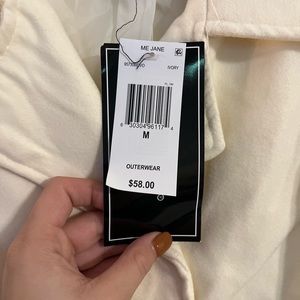 ME JANE
IVORY
M
OUTERWEAR
$58.00